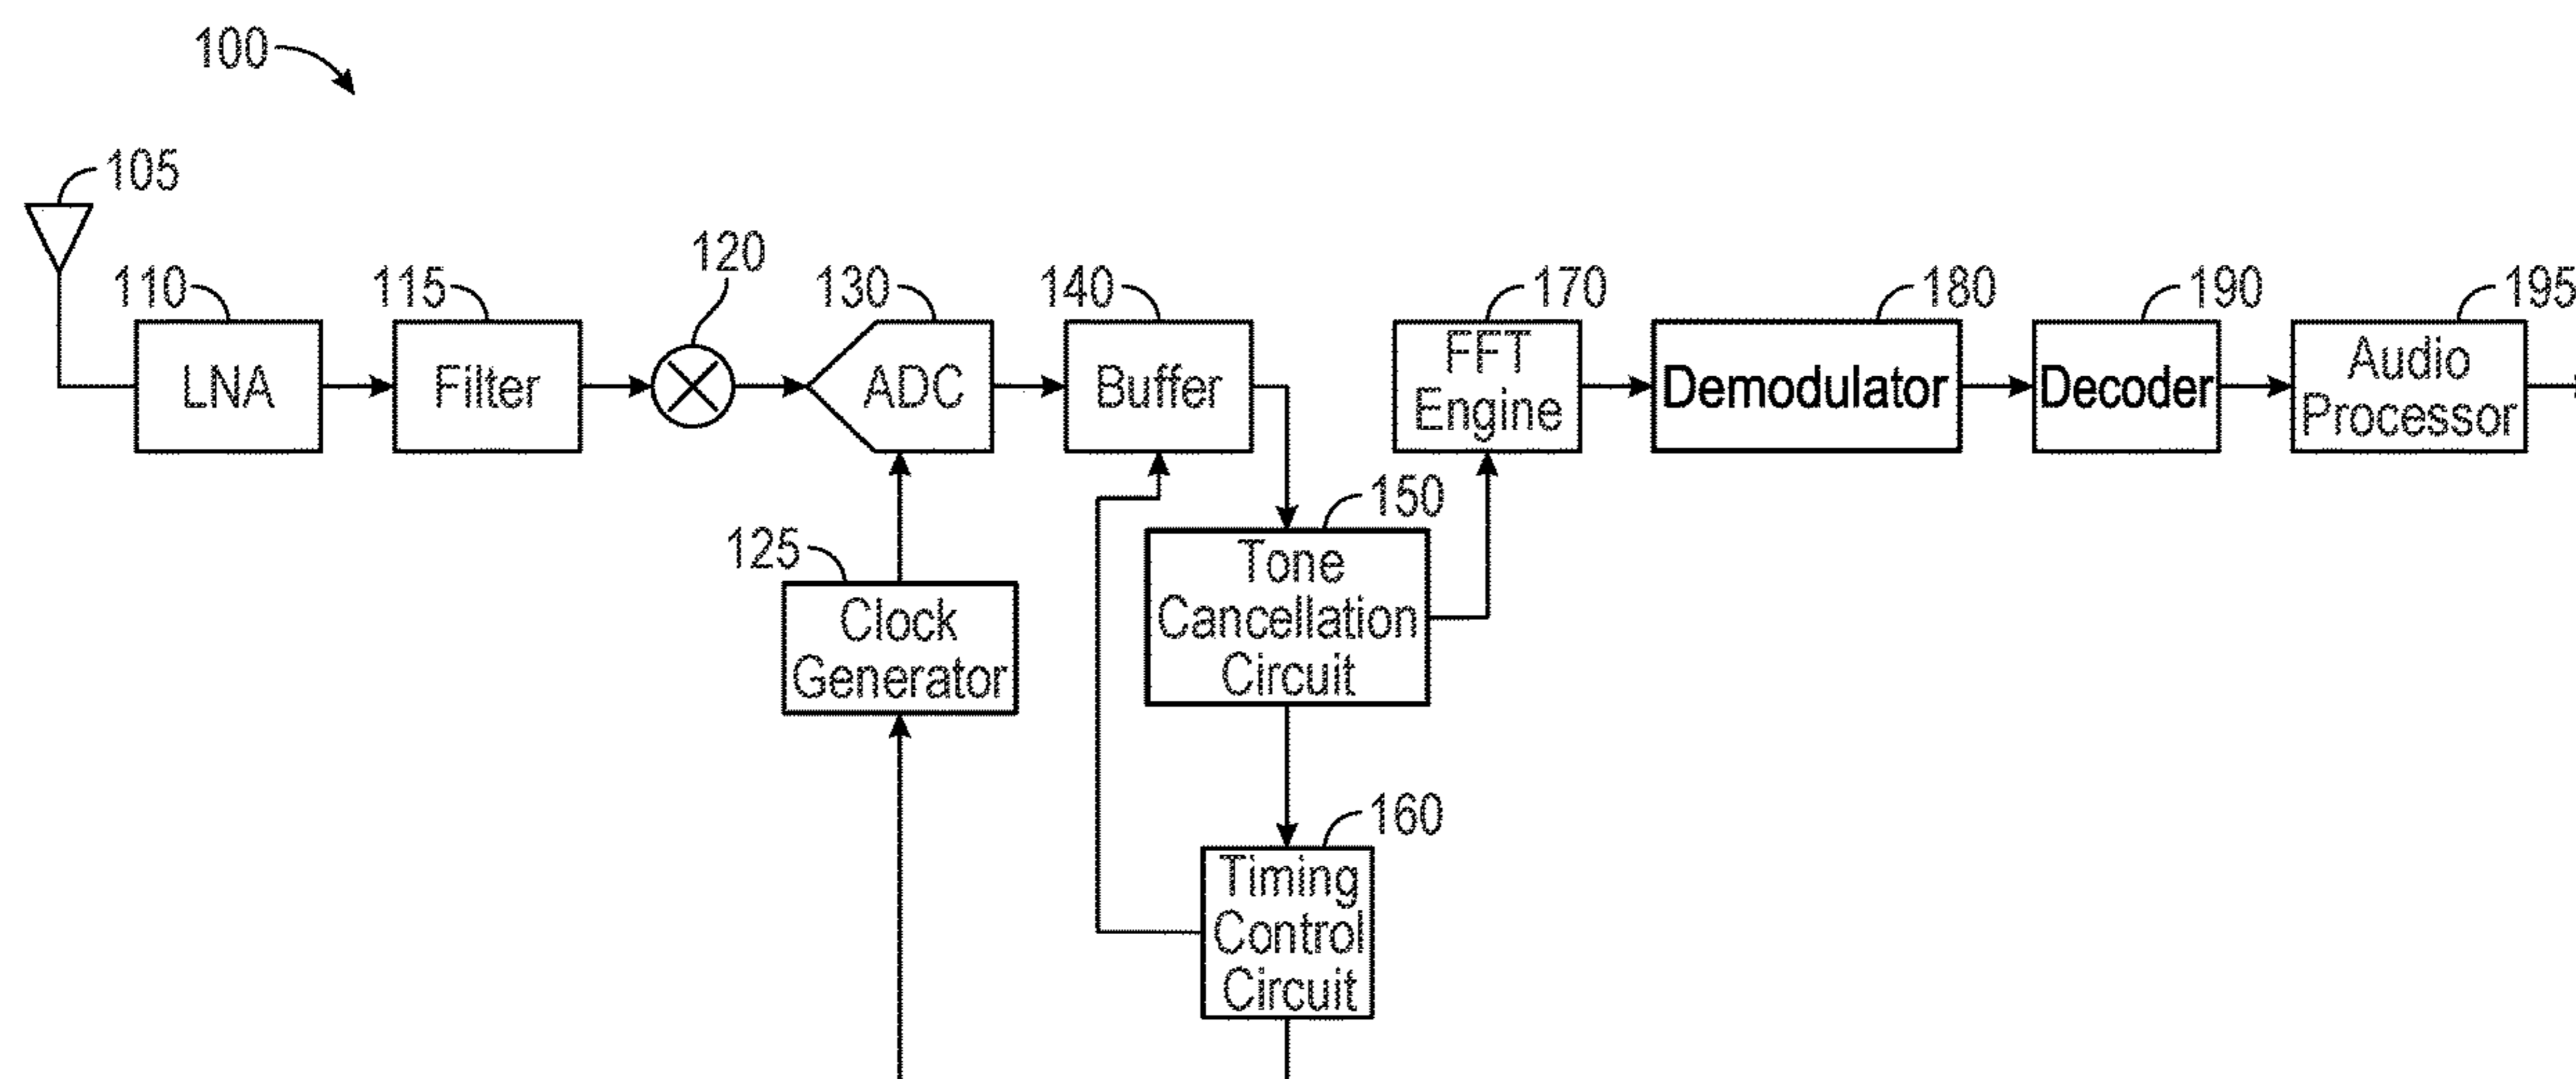 100
105
110
115
120
130
140
170
180
190
195
LNA
Filter
ADC
Buffer
FFT
Engine
Demodulator
Decoder
Audio
Processor
125
Clock
Generator
150
Tone
Cancellation
Circuit
160
Timing
Control
Circuit